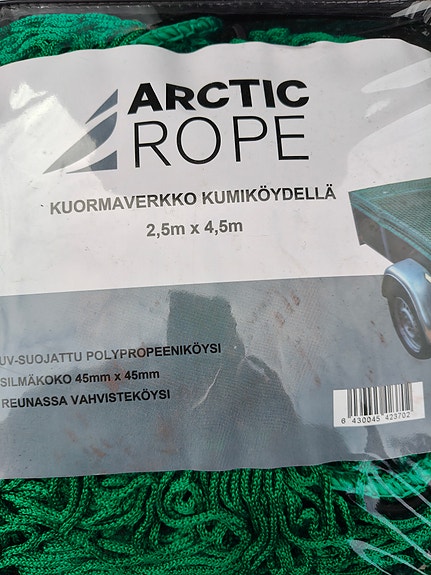 ARCTIC
ROPE
KUORMAVERKKO KUMIKÖYDELLÄ
2,5m x 4,5m
UV-SUOJATTU POLYPROPEENIKÖYSI
SILMÄKOKO 45mm x 45mm
REUNASSA VAHVISTEKÖYSI
6 430045 423702